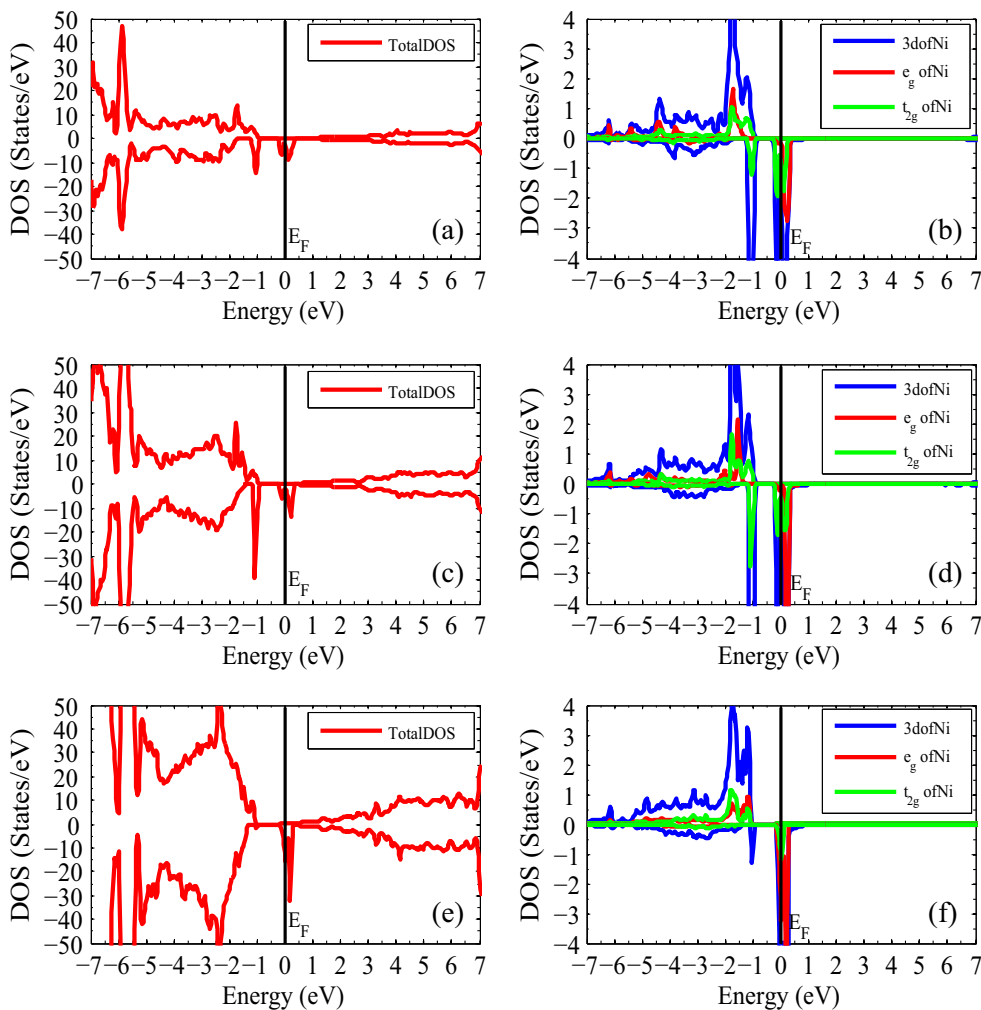 50
40
30
20
10
0
−10
−20
−30
−40
−50
DOS (States/eV)
TotalDOS
E_F
(a)
−7 −6 −5 −4 −3 −2 −1 0 1 2 3 4 5 6 7
Energy (eV)
4
3
2
1
0
−1
−2
−3
−4
DOS (States/eV)
3dofNi
e_g ofNi
t_2g ofNi
E_F
(b)
−7 −6 −5 −4 −3 −2 −1 0 1 2 3 4 5 6 7
Energy (eV)
50
40
30
20
10
0
−10
−20
−30
−40
−50
DOS (States/eV)
TotalDOS
E_F
(c)
−7 −6 −5 −4 −3 −2 −1 0 1 2 3 4 5 6 7
Energy (eV)
4
3
2
1
0
−1
−2
−3
−4
DOS (States/eV)
3dofNi
e_g ofNi
t_2g ofNi
E_F
(d)
−7 −6 −5 −4 −3 −2 −1 0 1 2 3 4 5 6 7
Energy (eV)
50
40
30
20
10
0
−10
−20
−30
−40
−50
DOS (States/eV)
TotalDOS
E_F
(e)
−7 −6 −5 −4 −3 −2 −1 0 1 2 3 4 5 6 7
Energy (eV)
4
3
2
1
0
−1
−2
−3
−4
DOS (States/eV)
3dofNi
e_g ofNi
t_2g ofNi
E_F
(f)
−7 −6 −5 −4 −3 −2 −1 0 1 2 3 4 5 6 7
Energy (eV)